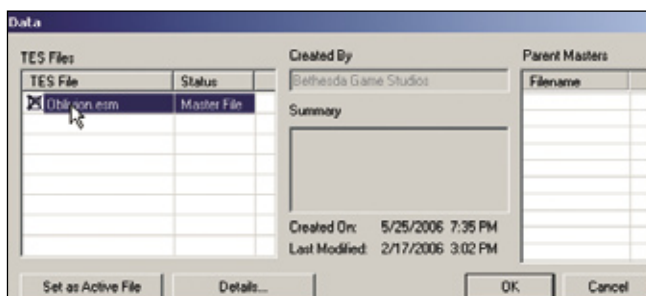 Data
TES Files
TES File Status
Oblivion.esm Master File
Created By
Bethesda Game Studios
Summary
Created On: 5/25/2006 7:35 PM
Last Modified: 2/17/2006 3:02 PM
Parent Masters
Filename
Set as Active File Details... OK Cancel